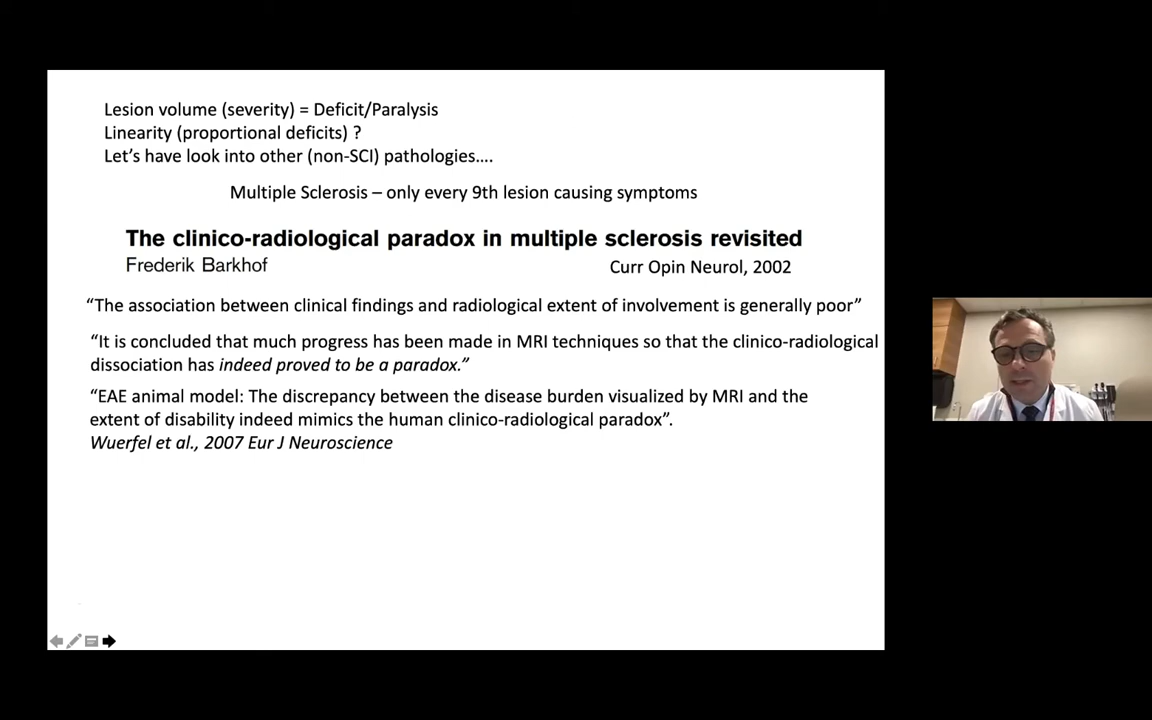 Lesion volume (severity) = Deficit/Paralysis
Linearity (proportional deficits) ?
Let's have look into other (non-SCI) pathologies....
Multiple Sclerosis – only every 9th lesion causing symptoms
The clinico-radiological paradox in multiple sclerosis revisited
Frederik Barkhof
Curr Opin Neurol, 2002
“The association between clinical findings and radiological extent of involvement is generally poor”
“It is concluded that much progress has been made in MRI techniques so that the clinico-radiological
dissociation has indeed proved to be a paradox.”
“EAE animal model: The discrepancy between the disease burden visualized by MRI and the
extent of disability indeed mimics the human clinico-radiological paradox”.
Wuerfel et al., 2007 Eur J Neuroscience